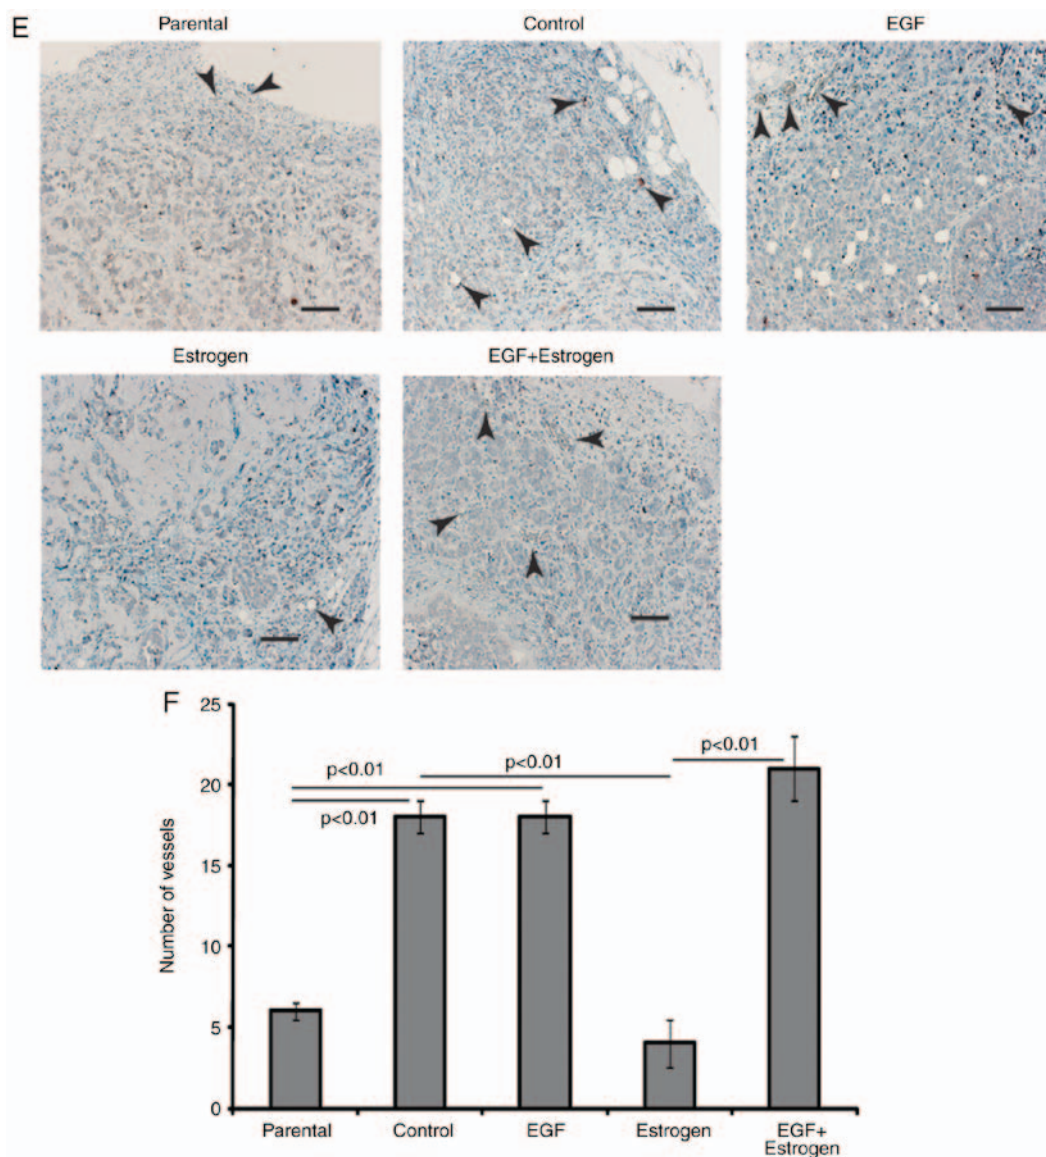 E
Parental
Control
EGF
Estrogen
EGF+Estrogen
F
25
20
15
10
5
0
Number of vessels
p<0.01
p<0.01
p<0.01
p<0.01
Parental
Control
EGF
Estrogen
EGF+
Estrogen